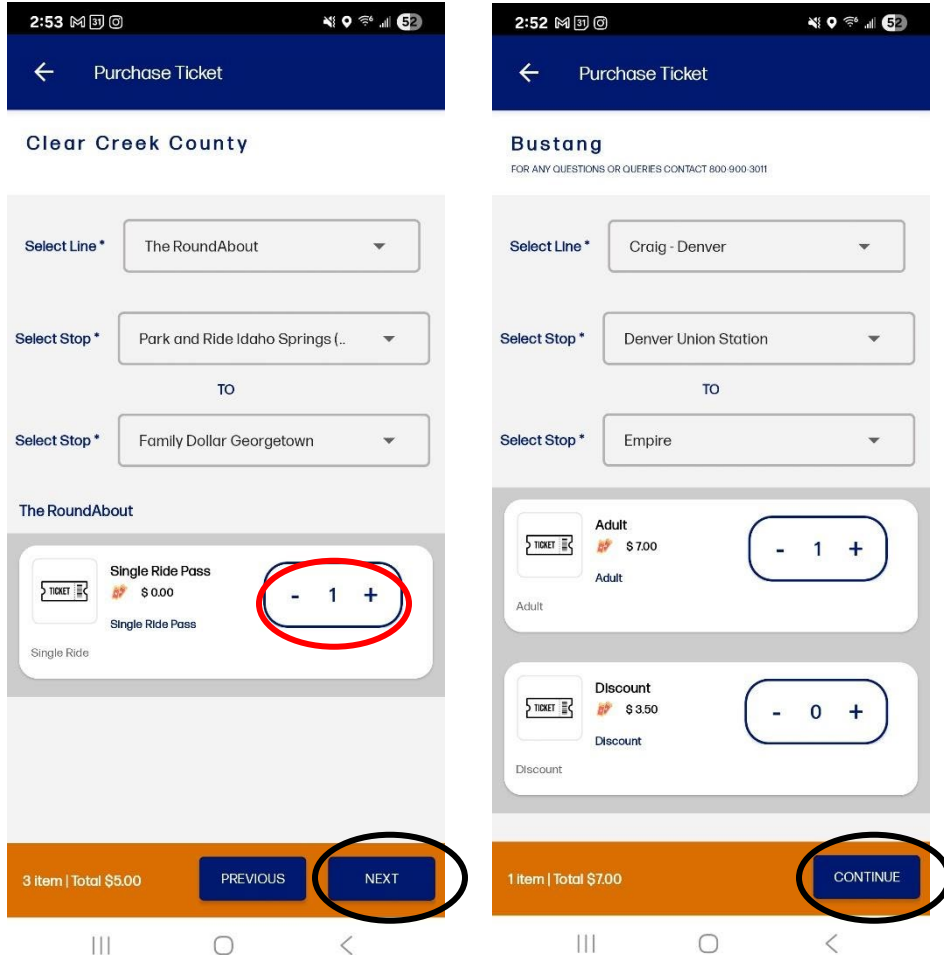 2:53 31 52
Purchase Ticket
Clear Creek County
Select Line * The RoundAbout
Select Stop * Park and Ride Idaho Springs (..
TO
Select Stop * Family Dollar Georgetown
The RoundAbout
TICKET
Single Ride Pass
$ 0.00
Single Ride Pass
- 1 +
Single Ride
3 item | Total $5.00 PREVIOUS NEXT
2:52 31 52
Purchase Ticket
Bustang
FOR ANY QUESTIONS OR QUERIES CONTACT 800-900-3011
Select Line * Craig - Denver
Select Stop * Denver Union Station
TO
Select Stop * Empire
TICKET
Adult
$ 7.00
Adult
- 1 +
Adult
TICKET
Discount
$ 3.50
Discount
- 0 +
Discount
1 item | Total $7.00 CONTINUE